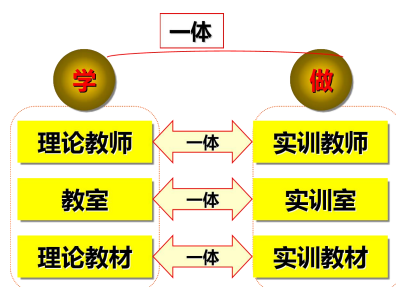 一体
学 做
理论教师 一体 实训教师
教室 一体 实训室
理论教材 一体 实训教材